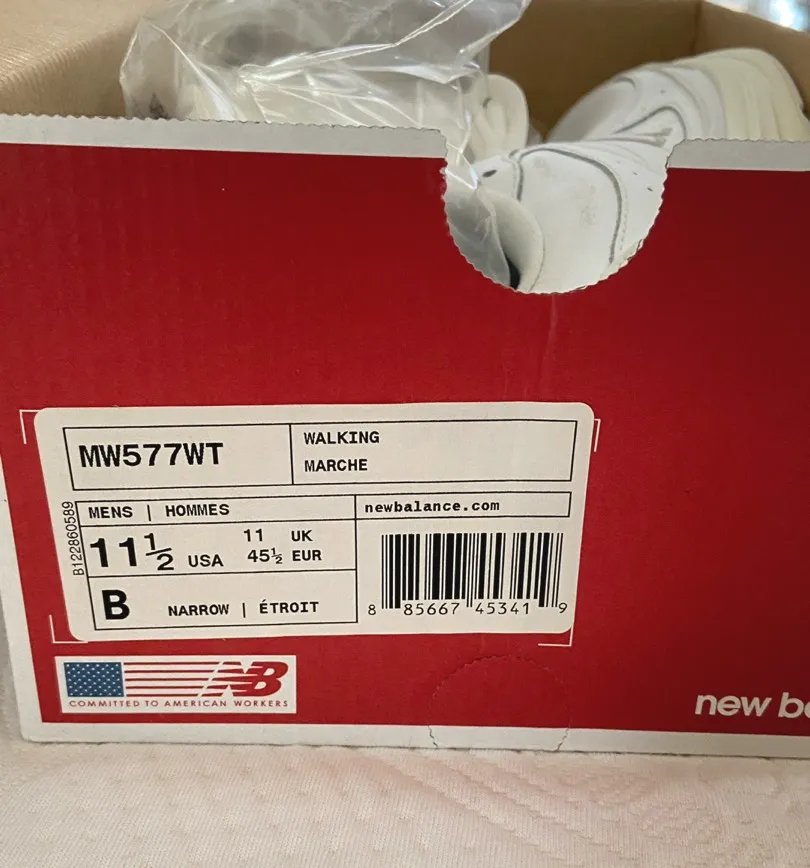 MW577WT
WALKING
MARCHE
B122860589
MENS | HOMMES
newbalance.com
11½ USA
11 UK
45½ EUR
B NARROW | ÉTROIT
8 85667 45341 9
NB
COMMITTED TO AMERICAN WORKERS
new ba